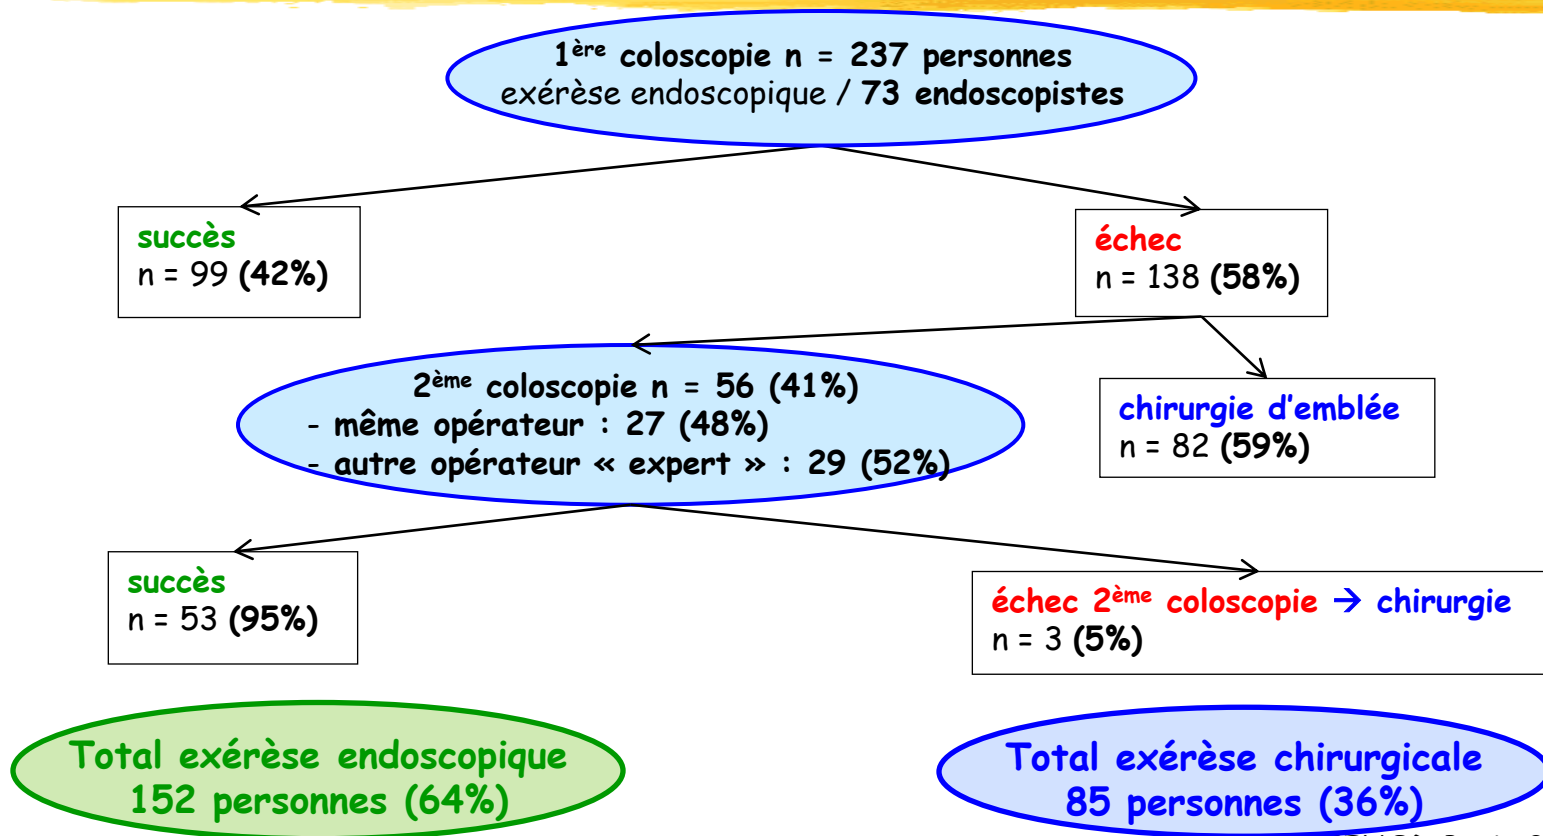 1ère coloscopie n = 237 personnes
exérèse endoscopique / 73 endoscopistes
succès
n = 99 (42%)
échec
n = 138 (58%)
2ème coloscopie n = 56 (41%)
- même opérateur : 27 (48%)
- autre opérateur « expert » : 29 (52%)
chirurgie d'emblée
n = 82 (59%)
succès
n = 53 (95%)
échec 2ème coloscopie → chirurgie
n = 3 (5%)
Total exérèse endoscopique
152 personnes (64%)
Total exérèse chirurgicale
85 personnes (36%)